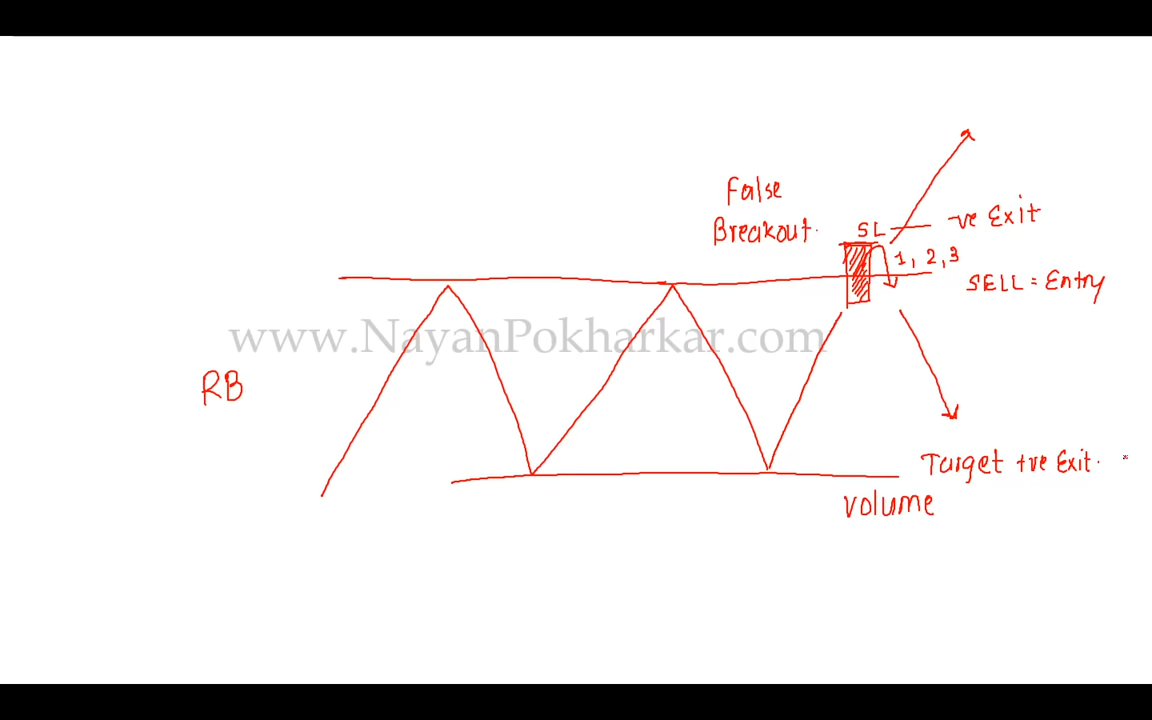 False
Breakout.
SL
-ve Exit
1, 2, 3
SELL = Entry
www.NayanPokharkar.com
RB
Target +ve Exit.
volume